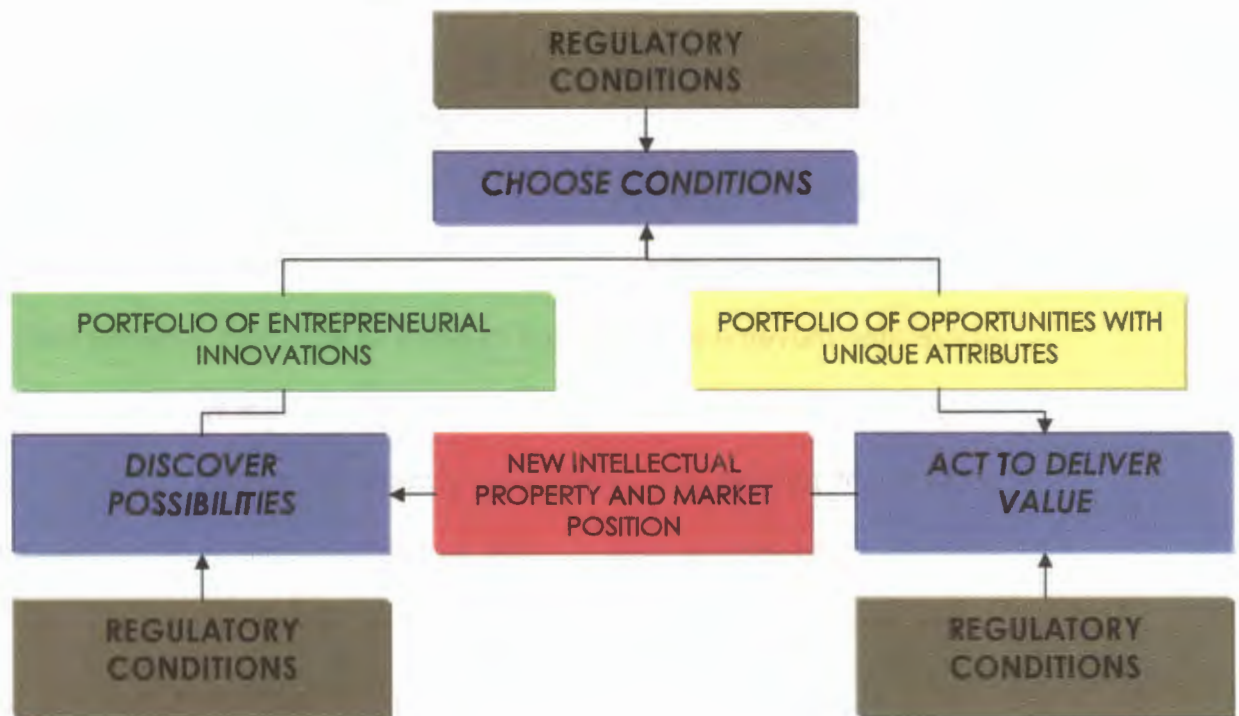 REGULATORY
CONDITIONS
CHOOSE CONDITIONS
PORTFOLIO OF ENTREPRENEURIAL
INNOVATIONS
PORTFOLIO OF OPPORTUNITIES WITH
UNIQUE ATTRIBUTES
DISCOVER
POSSIBILITIES
NEW INTELLECTUAL
PROPERTY AND MARKET
POSITION
ACT TO DELIVER
VALUE
REGULATORY
CONDITIONS
REGULATORY
CONDITIONS